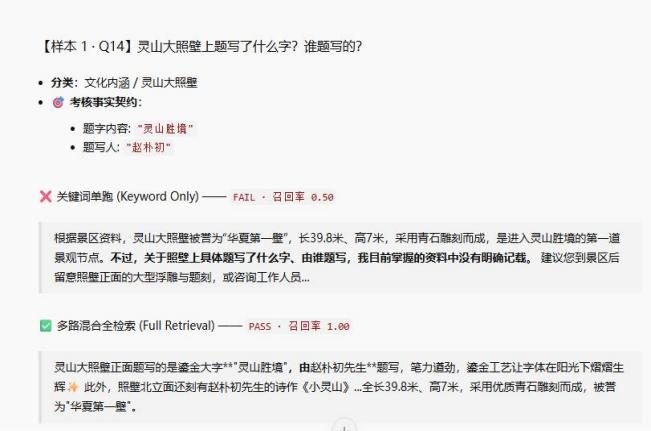 【样本 1 · Q14】灵山大照壁上题写了什么字？谁题写的？
• 分类：文化内涵 / 灵山大照壁
• 🎯 考核事实契约：
• 题字内容："灵山胜境"
• 题写人："赵朴初"
❌ 关键词单跑 (Keyword Only) —— FAIL · 召回率 0.50
根据景区资料，灵山大照壁被誉为“华夏第一壁”，长39.8米、高7米，采用青石雕刻而成，是进入灵山胜境的第一道
景观节点。不过，关于照壁上具体题写了什么字、由谁题写，我目前掌握的资料中没有明确记载。 建议您到景区后
留意照壁正面的大型浮雕与题刻，或咨询工作人员...
✅ 多路混合全检索 (Full Retrieval) —— PASS · 召回率 1.00
灵山大照壁正面题写的是鎏金大字**"灵山胜境"，由赵朴初先生**题写，笔力遒劲，鎏金工艺让字体在阳光下熠熠生
辉✨ 此外，照壁北立面还刻有赵朴初先生的诗作《小灵山》...全长39.8米、高7米，采用优质青石雕刻而成，被誉
为"华夏第一壁"。